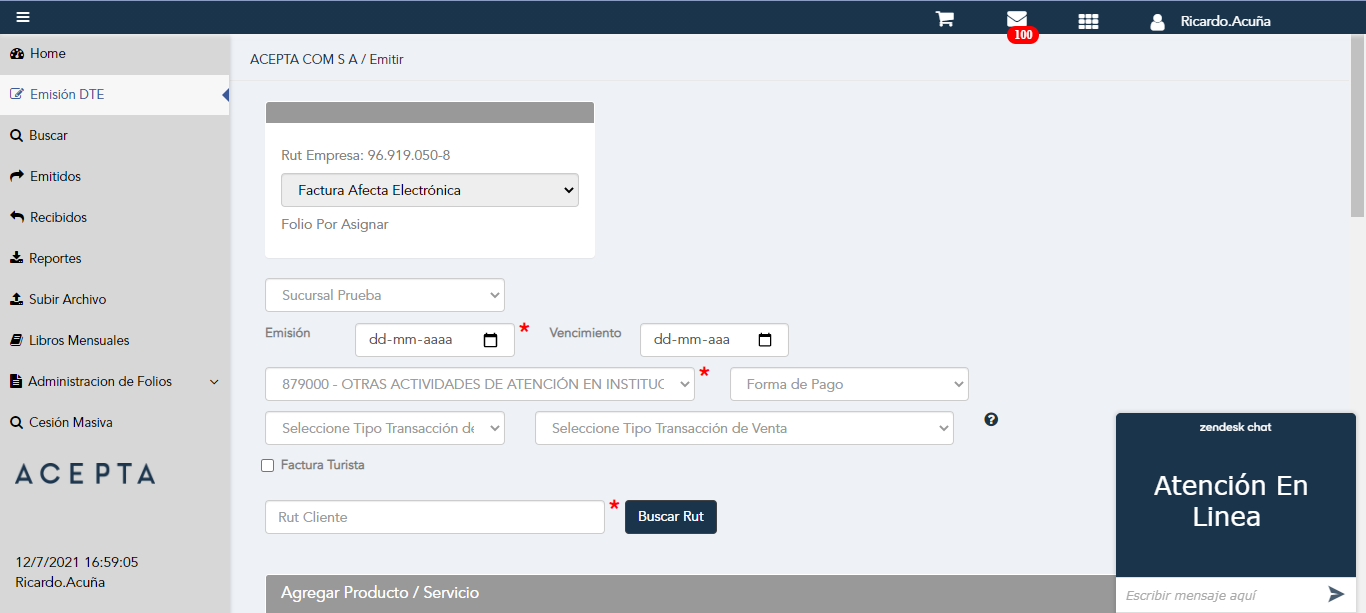 Ricardo.Acuña
100
Home
Emisión DTE
Buscar
Emitidos
Recibidos
Reportes
Subir Archivo
Libros Mensuales
Administracion de Folios
Cesión Masiva
ACEPTA
12/7/2021 16:59:05
Ricardo.Acuña
ACEPTA COM S A / Emitir
Rut Empresa: 96.919.050-8
Factura Afecta Electrónica
Folio Por Asignar
Sucursal Prueba
Emisión dd-mm-aaaa * Vencimiento dd-mm-aaa
879000 - OTRAS ACTIVIDADES DE ATENCIÓN EN INSTITUC * Forma de Pago
Seleccione Tipo Transacción de Seleccione Tipo Transacción de Venta ?
Factura Turista
Rut Cliente * Buscar Rut
Agregar Producto / Servicio
zendesk chat
Atención En
Linea
Escribir mensaje aquí